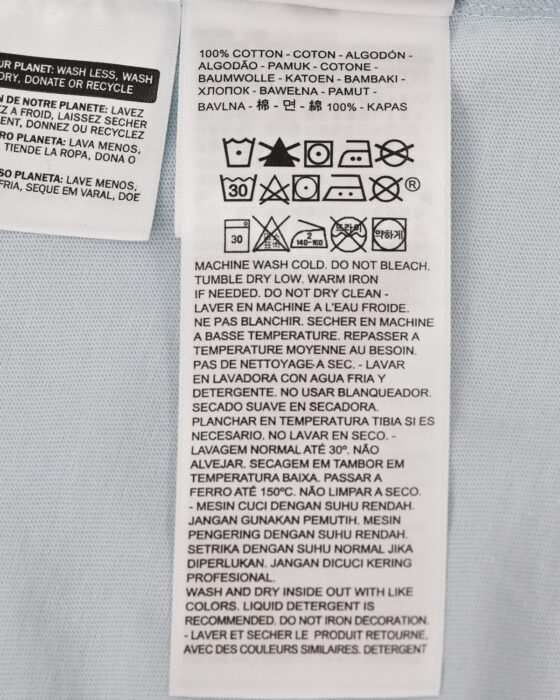 UR PLANET: WASH LESS, WASH
DRY, DONATE OR RECYCLE
N DE NOTRE PLANETE: LAVEZ
Z A FROID, LAISSEZ SECHER
ENT, DONNEZ OU RECYCLEZ
RO PLANETA: LAVA MENOS,
TIENDE LA ROPA, DONA O
SO PLANETA: LAVE MENOS,
FRIA, SEQUE EM VARAL, DOE
100% COTTON - COTON - ALGODÓN -
ALGODÃO - PAMUK - COTONE -
BAUMWOLLE - KATOEN - BAMBAKI -
ХЛОПОК - BAWEŁNA - PAMUT -
BAVLNA - 棉 - 면 - 綿 100% - KAPAS
30 ®
30 2 140-160 드라이 약하게
MACHINE WASH COLD. DO NOT BLEACH.
TUMBLE DRY LOW. WARM IRON
IF NEEDED. DO NOT DRY CLEAN -
LAVER EN MACHINE A L'EAU FROIDE.
NE PAS BLANCHIR. SECHER EN MACHINE
A BASSE TEMPERATURE. REPASSER A
TEMPERATURE MOYENNE AU BESOIN.
PAS DE NETTOYAGE-A SEC. - LAVAR
EN LAVADORA CON AGUA FRIA Y
DETERGENTE. NO USAR BLANQUEADOR.
SECADO SUAVE EN SECADORA.
PLANCHAR EN TEMPERATURA TIBIA SI ES
NECESARIO. NO LAVAR EN SECO. -
LAVAGEM NORMAL ATÉ 30º. NÃO
ALVEJAR. SECAGEM EM TAMBOR EM
TEMPERATURA BAIXA. PASSAR A
FERRO ATÉ 150ºC. NÃO LIMPAR A SECO.
- MESIN CUCI DENGAN SUHU RENDAH.
JANGAN GUNAKAN PEMUTIH. MESIN
PENGERING DENGAN SUHU RENDAH.
SETRIKA DENGAN SUHU NORMAL JIKA
DIPERLUKAN. JANGAN DICUCI KERING
PROFESIONAL.
WASH AND DRY INSIDE OUT WITH LIKE
COLORS. LIQUID DETERGENT IS
RECOMMENDED. DO NOT IRON DECORATION.
- LAVER ET SECHER LE PRODUIT RETOURNE,
AVEC DES COULEURS SIMILAIRES. DETERGENT